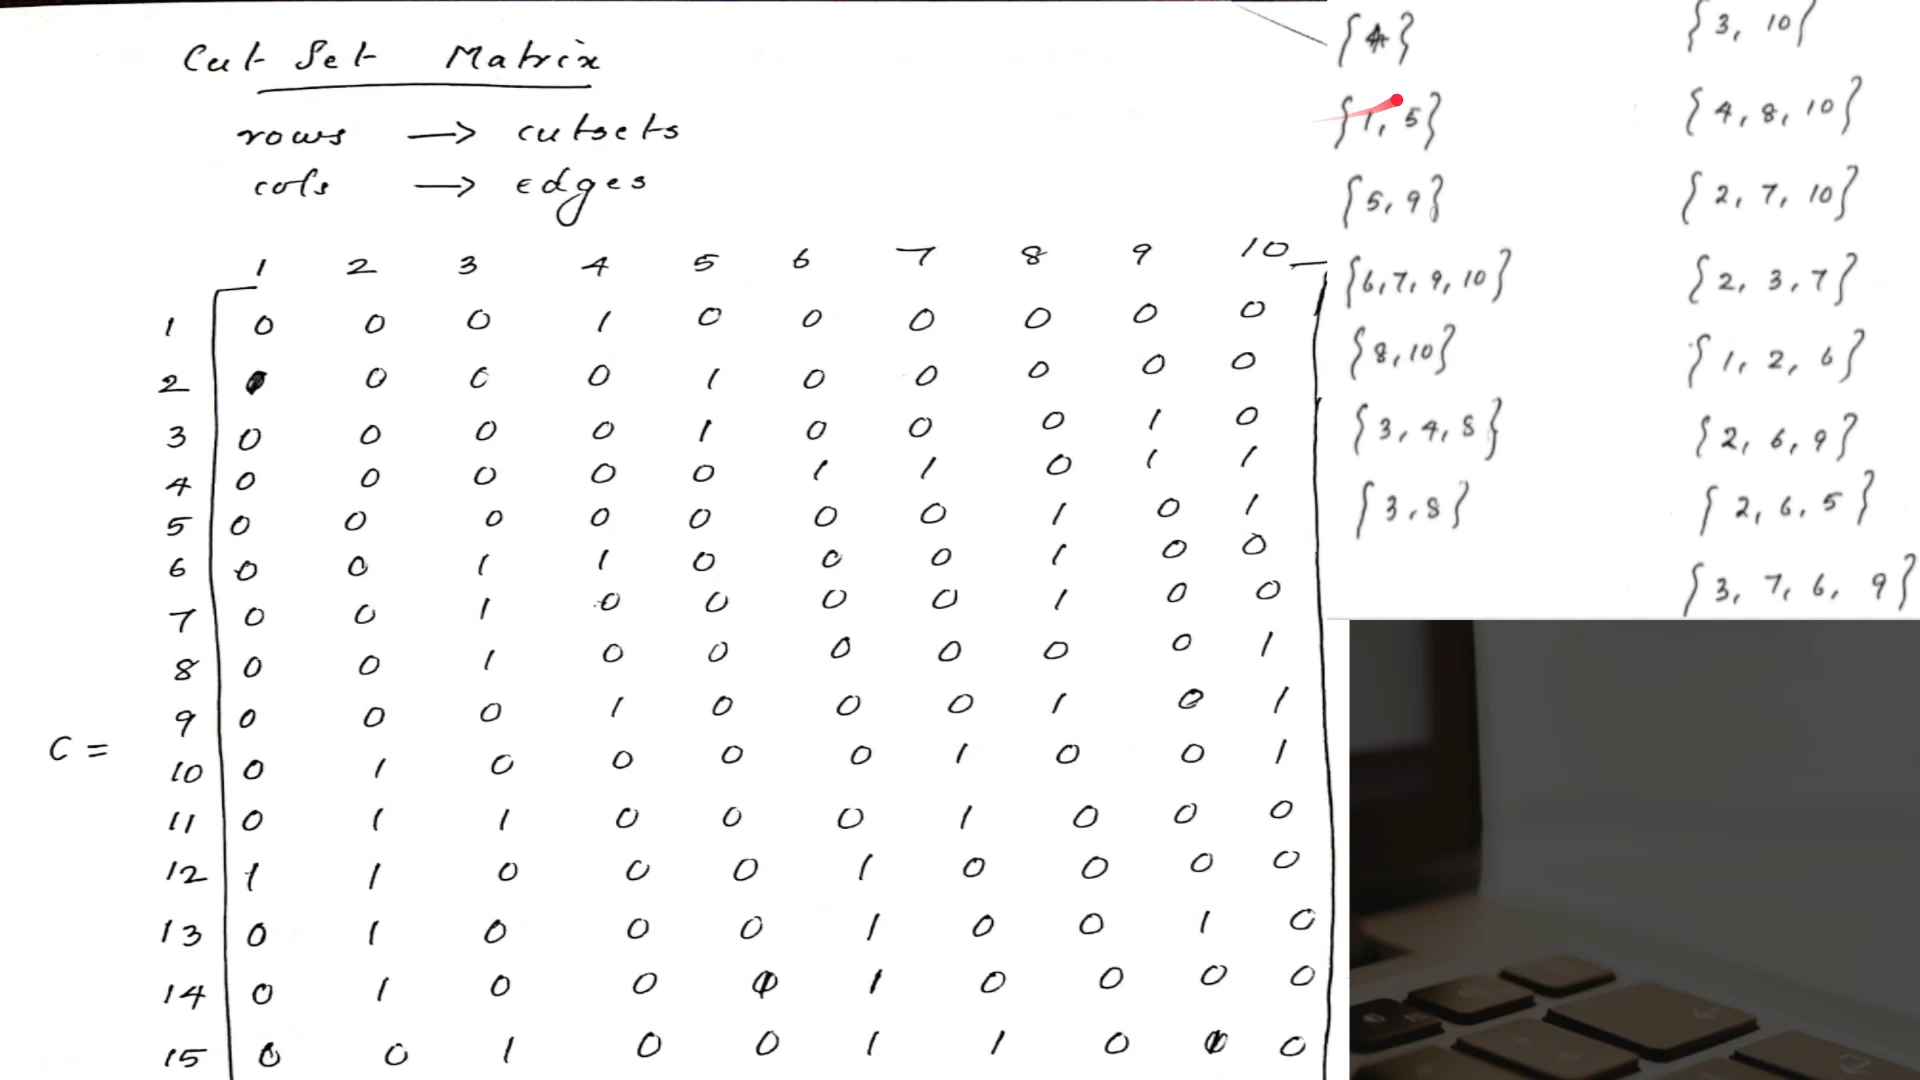 Cut Set Matrix
rows → cutsets
cols → edges
1 2 3 4 5 6 7 8 9 10
1 0 0 0 1 0 0 0 0 0 0
2 0 0 0 1 0 0 0 0 0
3 0 0 0 0 1 0 0 0 1 0
4 0 0 0 0 0 1 1 0 1 1
5 0 0 0 0 0 0 0 1 0 1
6 0 0 1 1 0 0 0 1 0 0
7 0 0 1 0 0 0 0 1 0 0
8 0 0 1 0 0 0 0 0 0 1
9 0 0 0 1 0 0 0 1 0 1
C =
10 0 1 0 0 0 0 1 0 0 1
11 0 1 1 0 0 0 1 0 0 0
12 1 1 0 0 0 1 0 0 0 0
13 0 1 0 0 0 1 0 0 1 0
14 0 1 0 0 1 0 0 0 0
15 0 0 1 0 0 1 1 0 0
{4}
{1, 5}
{5, 9}
{6, 7, 9, 10}
{8, 10}
{3, 4, 8}
{3, 8}
{3, 10}
{4, 8, 10}
{2, 7, 10}
{2, 3, 7}
{1, 2, 6}
{2, 6, 9}
{2, 6, 5}
{3, 7, 6, 9}